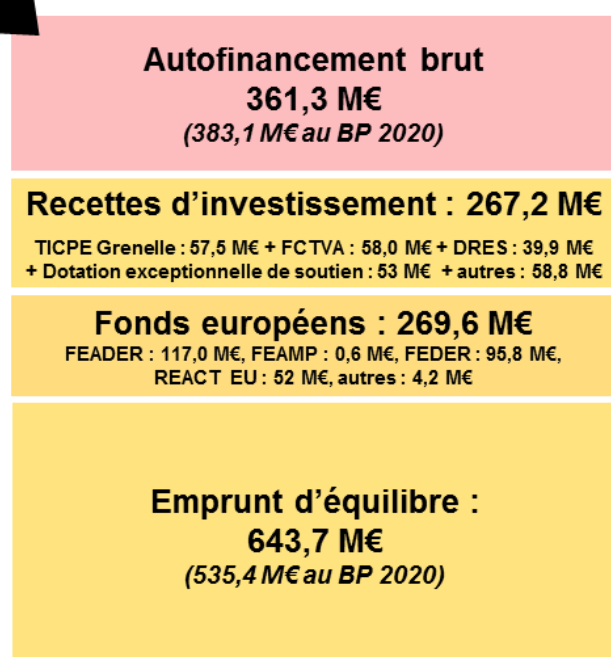 Autofinancement brut
361,3 M€
(383,1 M€ au BP 2020)
Recettes d’investissement : 267,2 M€
TICPE Grenelle : 57,5 M€ + FCTVA : 58,0 M€ + DRES : 39,9 M€
+ Dotation exceptionnelle de soutien : 53 M€ + autres : 58,8 M€
Fonds européens : 269,6 M€
FEADER : 117,0 M€, FEAMP : 0,6 M€, FEDER : 95,8 M€,
REACT EU : 52 M€, autres : 4,2 M€
Emprunt d’équilibre :
643,7 M€
(535,4 M€ au BP 2020)